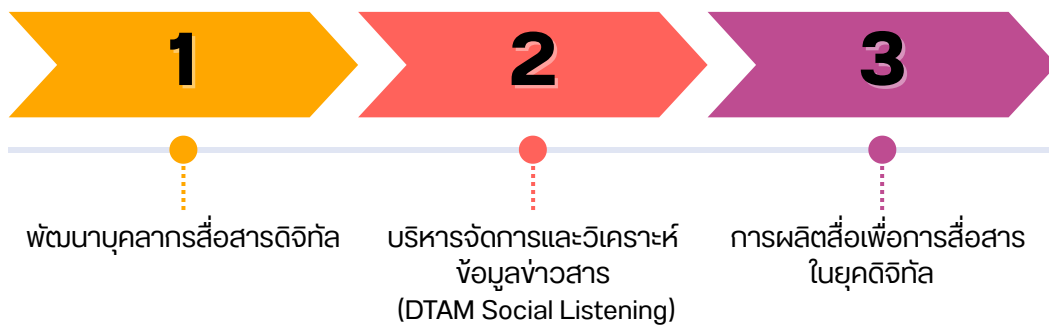 1
2
3
พัฒนาบุคลากรสื่อสารดิจิทัล
บริหารจัดการและวิเคราะห์
ข้อมูลข่าวสาร
(DTAM Social Listening)
การผลิตสื่อเพื่อการสื่อสาร
ในยุคดิจิทัล